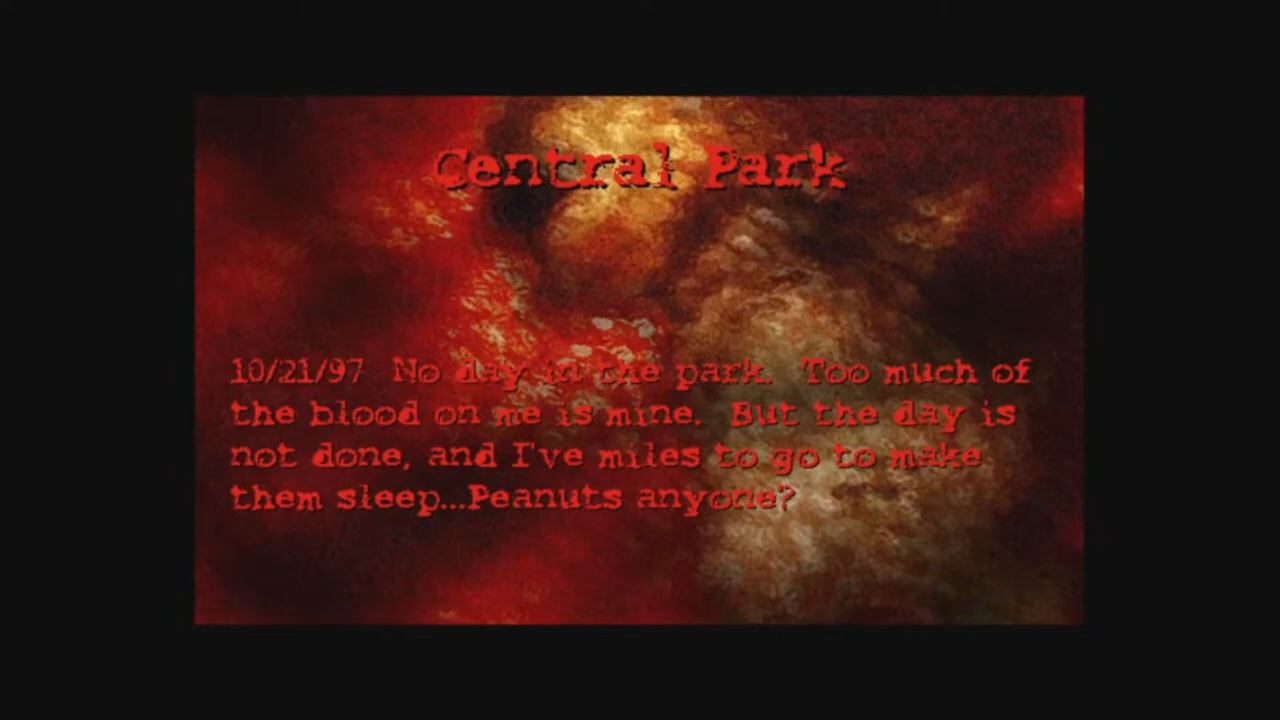 Central Park
10/21/97 No day in the park. Too much of
the blood on me is mine. But the day is
not done, and I've miles to go to make
them sleep...Peanuts anyone?